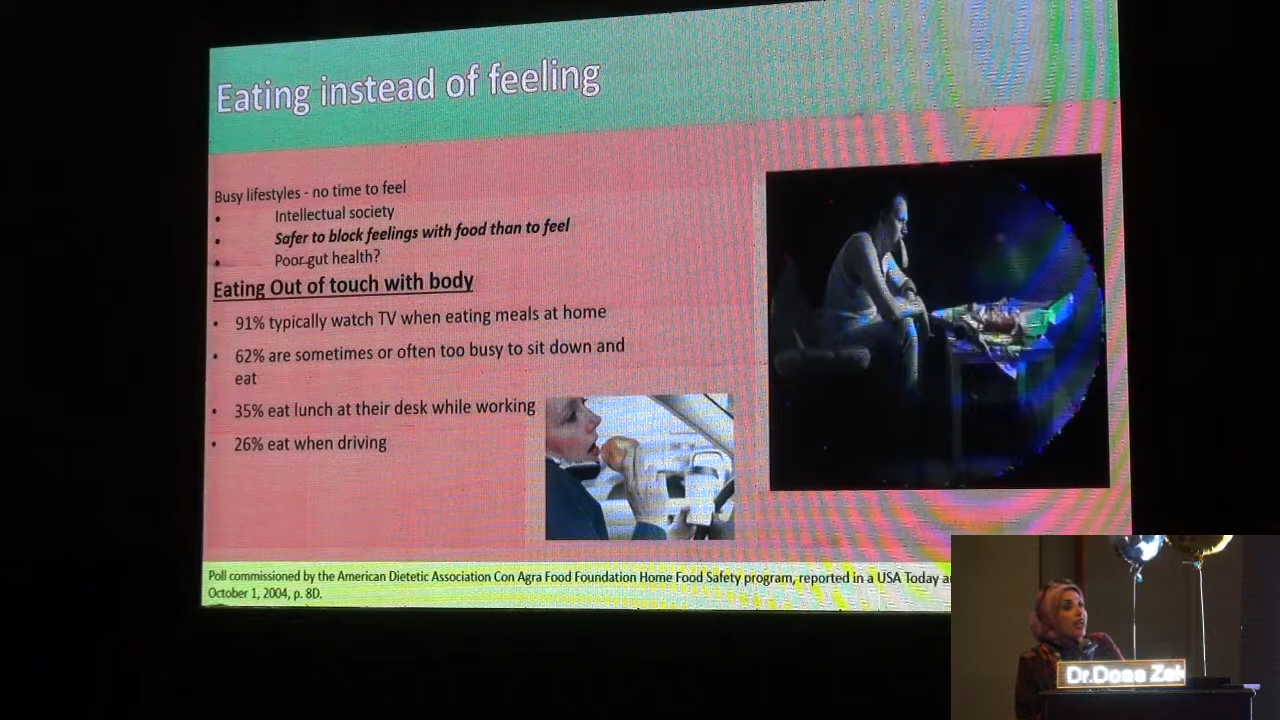 Eating instead of feeling
Busy lifestyles - no time to feel
• Intellectual society
• Safer to block feelings with food than to feel
• Poor gut health?
Eating Out of touch with body
• 91% typically watch TV when eating meals at home
• 62% are sometimes or often too busy to sit down and
eat
• 35% eat lunch at their desk while working
• 26% eat when driving
Poll commissioned by the American Dietetic Association Con Agra Food Foundation Home Food Safety program, reported in a USA Today
October 1, 2004, p. 8D.
Dr.Doaa